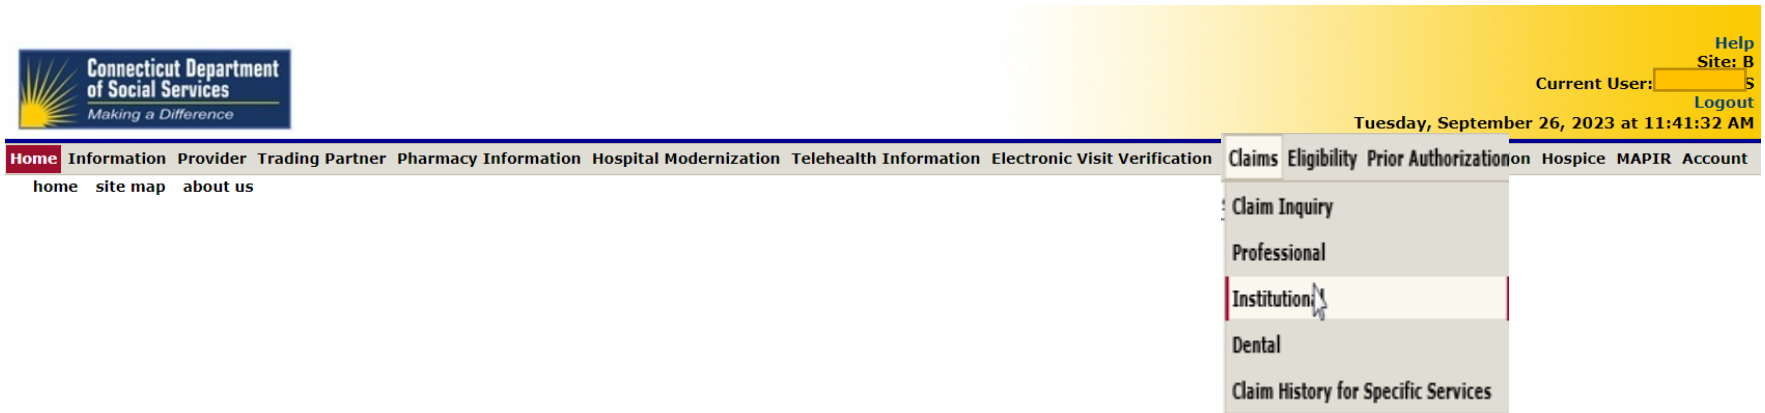 Connecticut Department
of Social Services
Making a Difference
Help
Site: B
Current User: S
Logout
Tuesday, September 26, 2023 at 11:41:32 AM
Home Information Provider Trading Partner Pharmacy Information Hospital Modernization Telehealth Information Electronic Visit Verification Claims Eligibility Prior Authorization Hospice MAPIR Account
home site map about us
Claim Inquiry
Professional
Institutional
Dental
Claim History for Specific Services